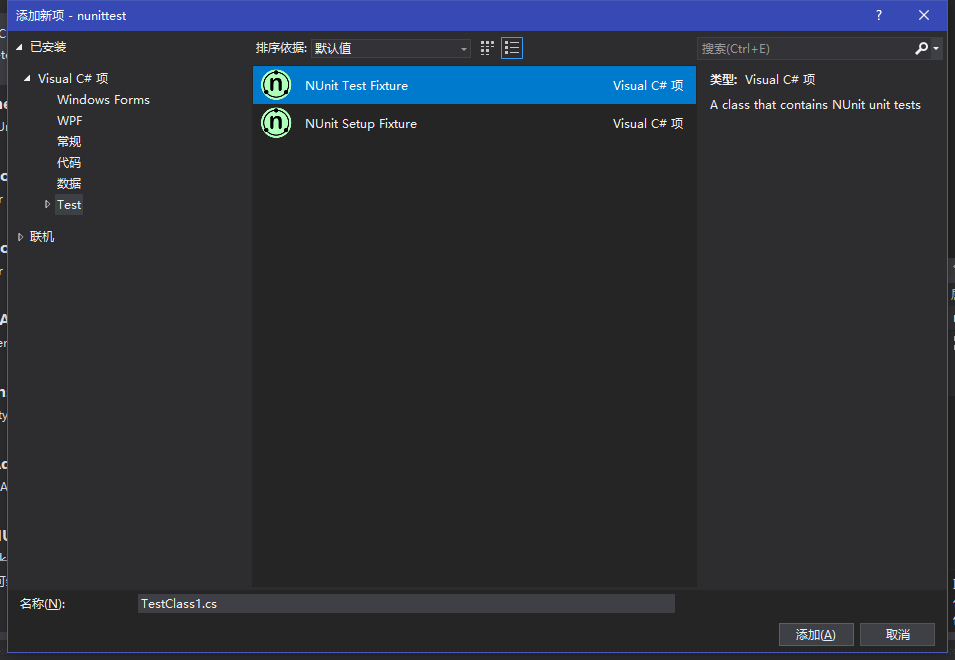 添加新项 - nunittest
?
已安装
排序依据: 默认值
搜索(Ctrl+E)
Visual C# 项
Windows Forms
WPF
常规
代码
数据
Test
联机
NUnit Test Fixture
Visual C# 项
NUnit Setup Fixture
Visual C# 项
类型: Visual C# 项
A class that contains NUnit unit tests
名称(N):
TestClass1.cs
添加(A)
取消